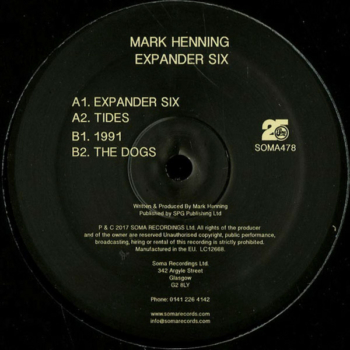 MARK HENNING
EXPANDER SIX
A1. EXPANDER SIX
A2. TIDES
B1. 1991
B2. THE DOGS
25
SOMA478
Written & Produced By Mark Henning
Published by SPG Publishing Ltd
P & C 2017 SOMA RECORDINGS Ltd. All rights of the producer
and of the owner are reserved Unauthorised copyright, public performance,
broadcasting, hiring or rental of this recording is strictly prohibited.
Manufactured in the EU. LC12668.
Soma Recordings Ltd.
342 Argyle Street
Glasgow
G2 8LY
Phone: 0141 226 4142
www.somarecords.com
info@somarecords.com